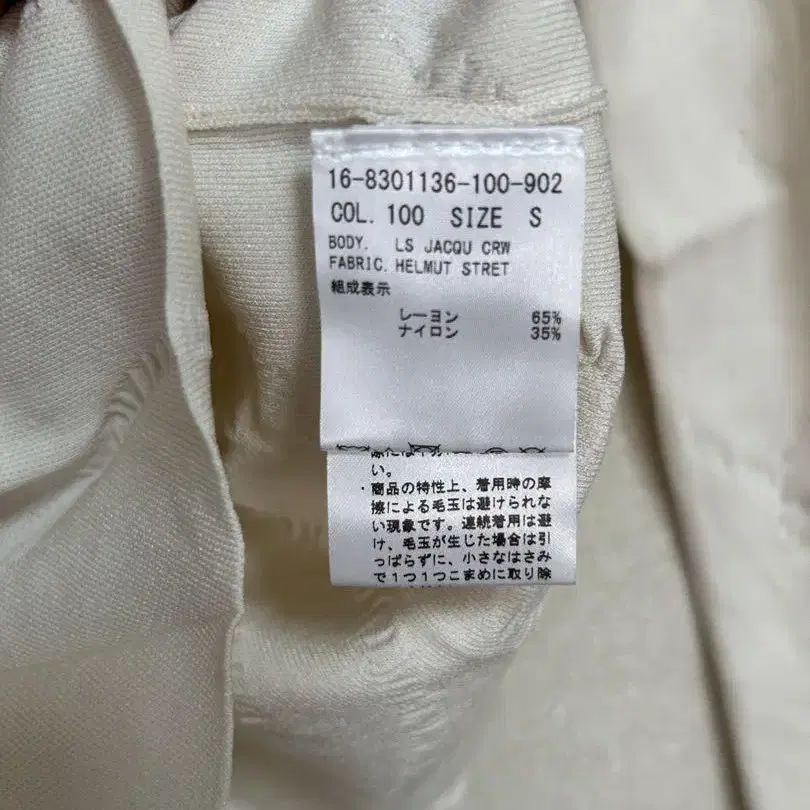 16-8301136-100-902
COL. 100 SIZE S
BODY. LS JACQU CRW
FABRIC. HELMUT STRET
組成表示
レーヨン 65%
ナイロン 35%
い。
・商品の特性上、着用時の摩
擦による毛玉は避けられな
い現象です。連続着用は避
け、毛玉が生じた場合は引
っぱらずに、小さなはさみ
で1つ1つこまめに取り除